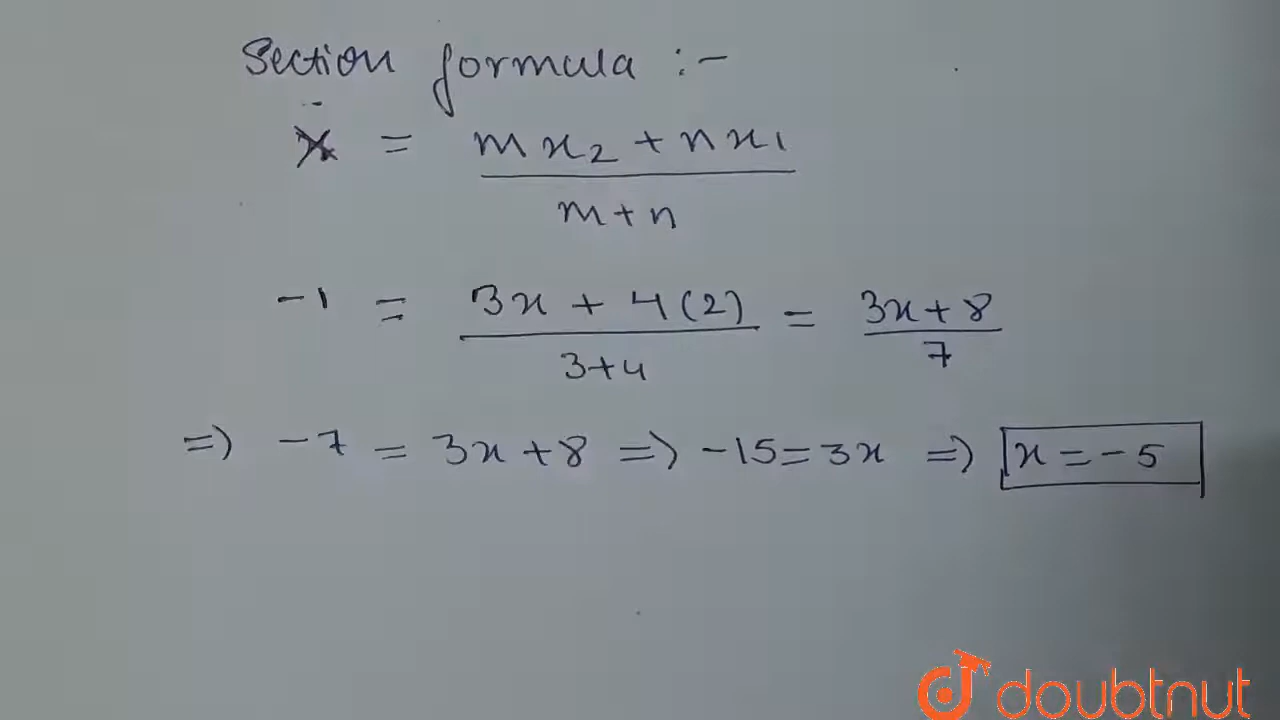 Section formula :-
x = mx₂ + nx₁ / m+n
-1 = 3x + 4(2) / 3+4 = 3x+8 / 7
=> -7 = 3x+8 => -15=3x => x=-5
doubtnut